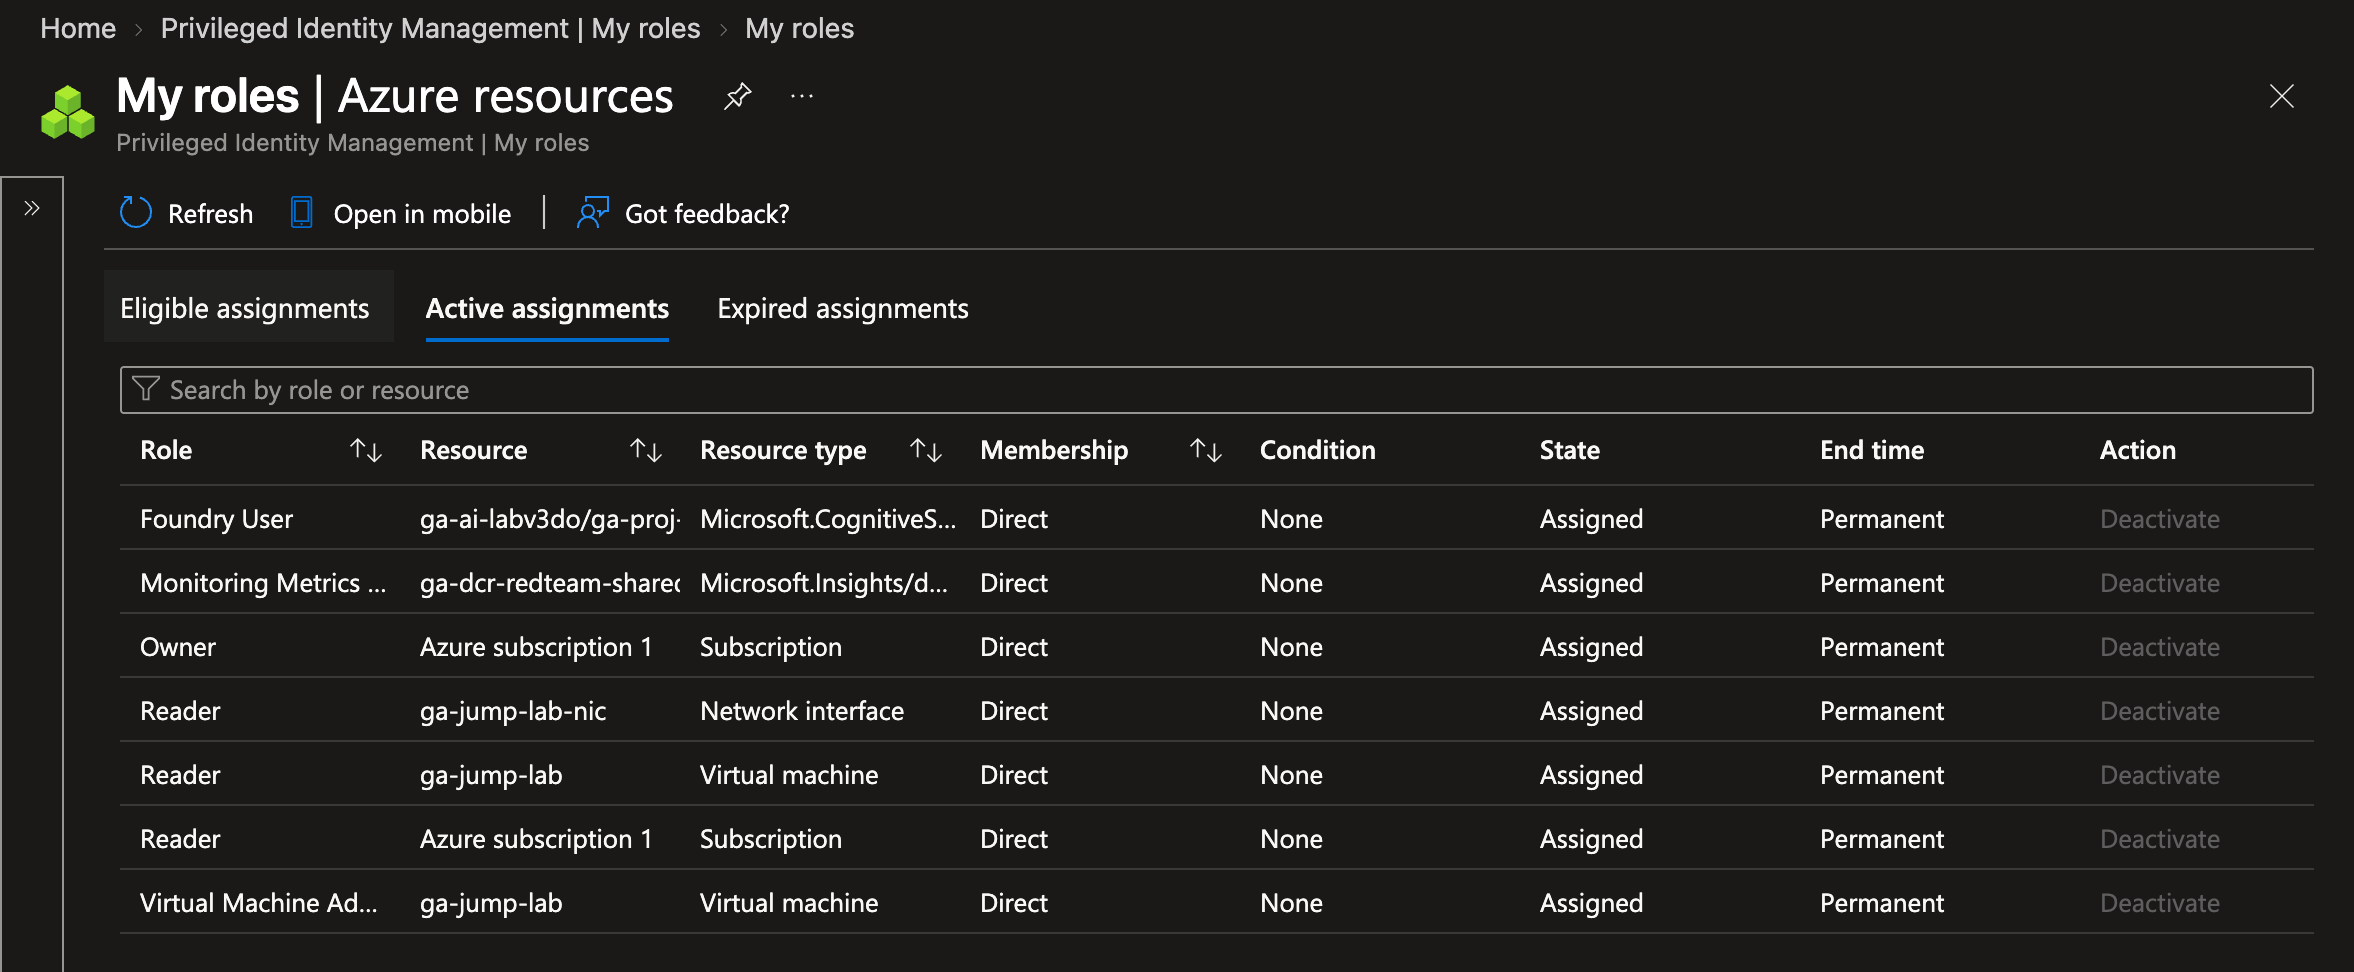 Home > Privileged Identity Management | My roles > My roles
My roles | Azure resources ...
Privileged Identity Management | My roles
Refresh Open in mobile | Got feedback?
Eligible assignments Active assignments Expired assignments
Search by role or resource
Role Resource Resource type Membership Condition State End time Action
Foundry User ga-ai-labv3do/ga-proj- Microsoft.CognitiveS... Direct None Assigned Permanent Deactivate
Monitoring Metrics ... ga-dcr-redteam-shared Microsoft.Insights/d... Direct None Assigned Permanent Deactivate
Owner Azure subscription 1 Subscription Direct None Assigned Permanent Deactivate
Reader ga-jump-lab-nic Network interface Direct None Assigned Permanent Deactivate
Reader ga-jump-lab Virtual machine Direct None Assigned Permanent Deactivate
Reader Azure subscription 1 Subscription Direct None Assigned Permanent Deactivate
Virtual Machine Ad... ga-jump-lab Virtual machine Direct None Assigned Permanent Deactivate